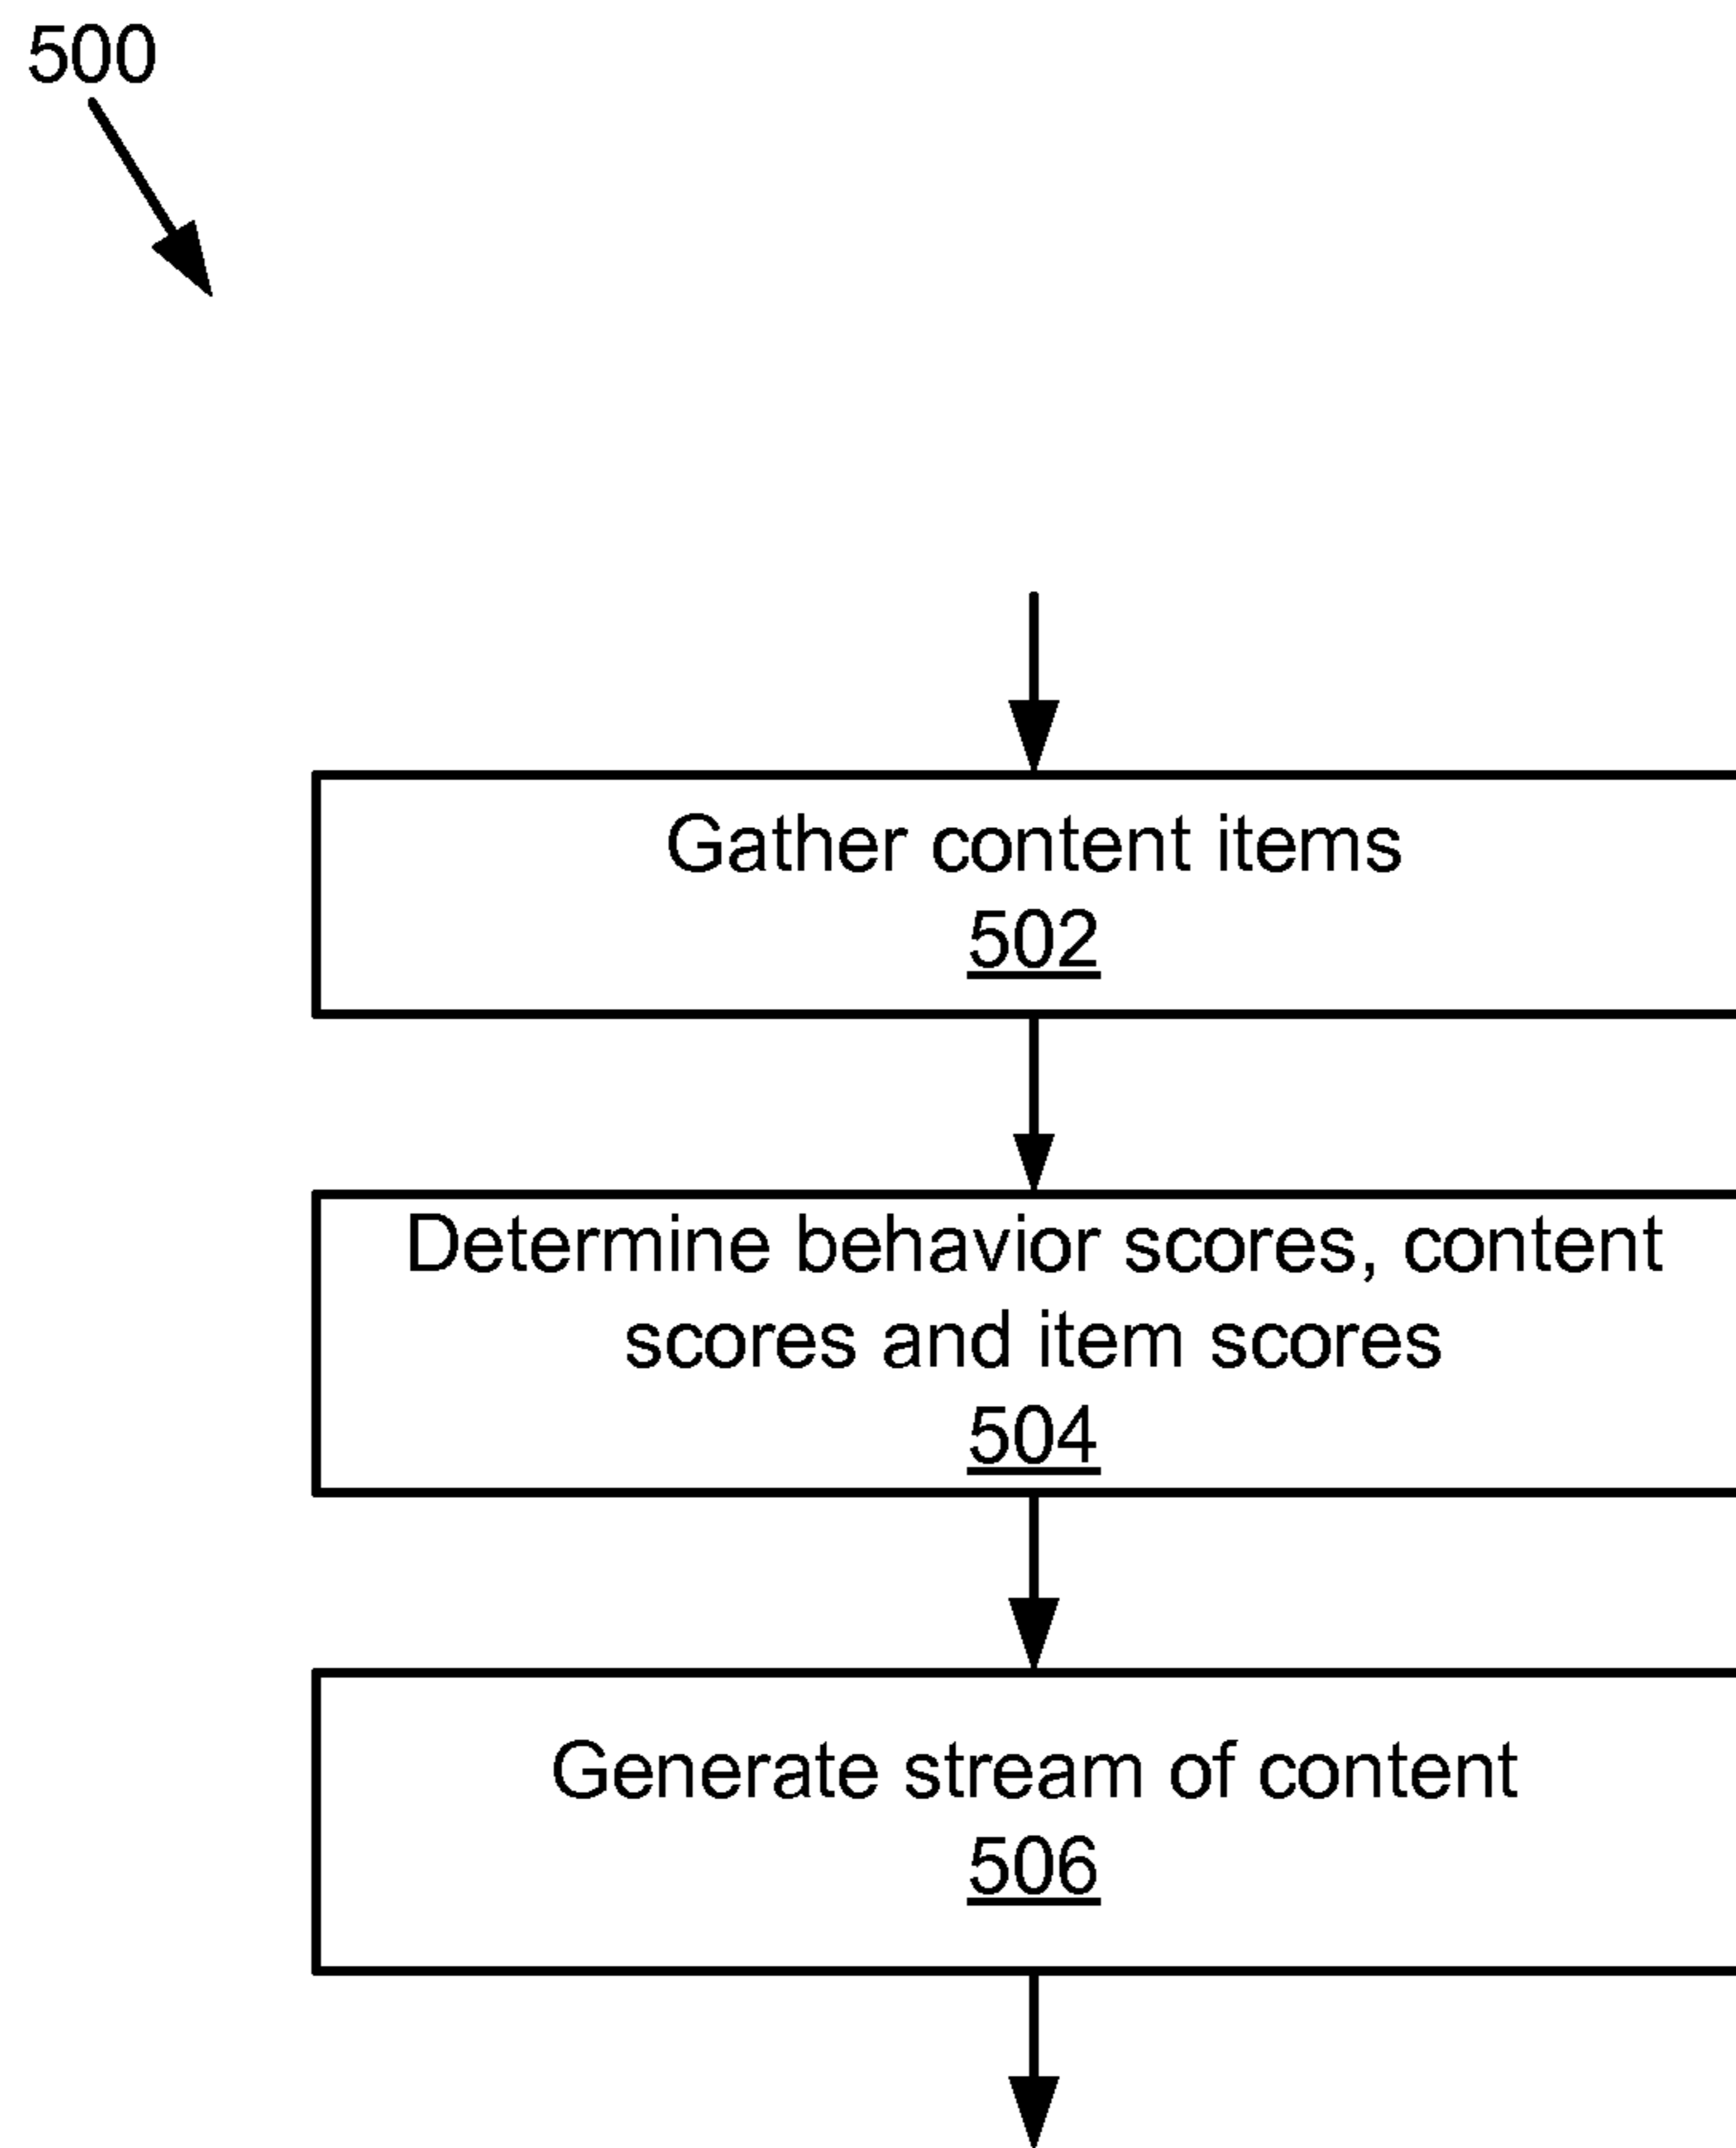 500
Gather content items
502
Determine behavior scores, content
scores and item scores
504
Generate stream of content
506